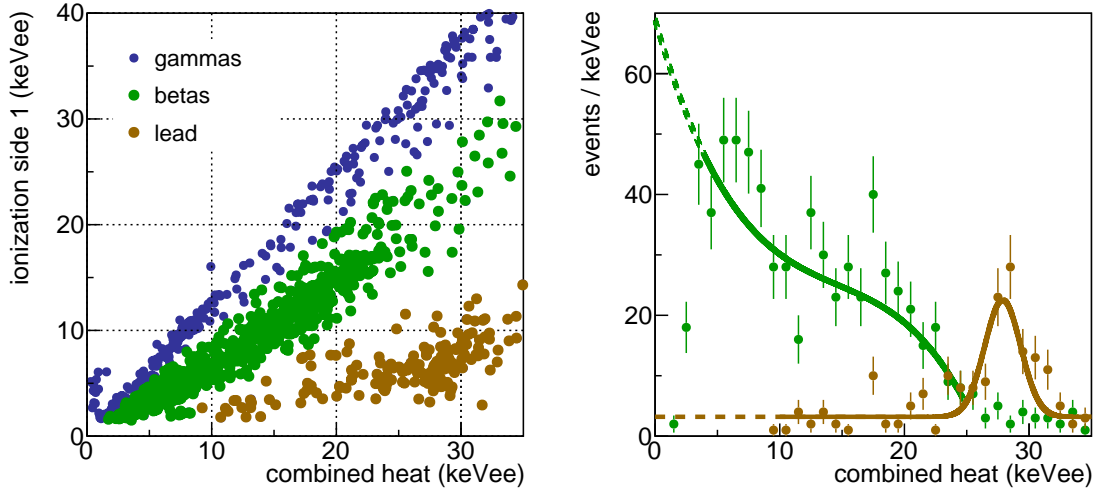 ionization side 1 (keVee)
40
30
20
10
0
gammas
betas
lead
0
10
20
30
combined heat (keVee)
events / keVee
60
40
20
0
0
10
20
30
combined heat (keVee)